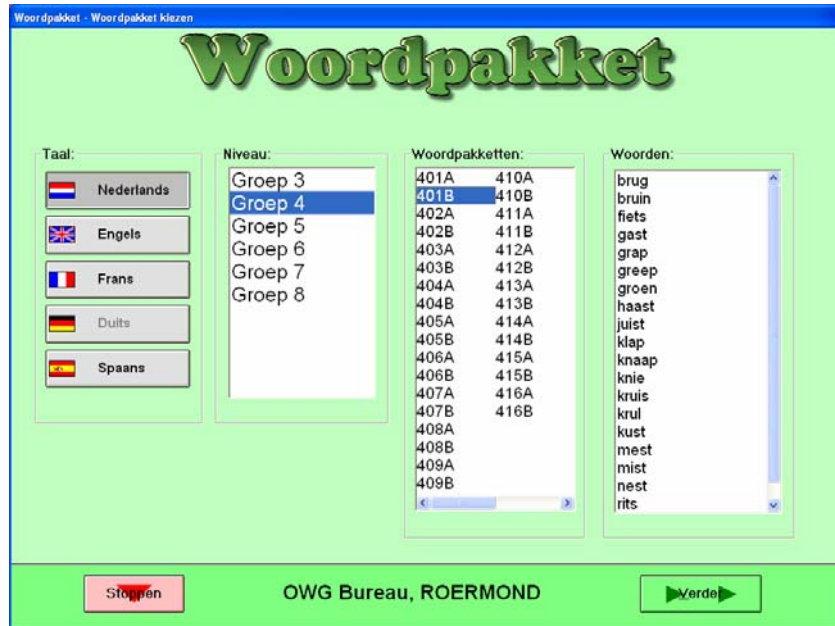 Woordpakket - Woordpakket kiezen
Woordpakket
Taal:
Nederlands
Engels
Frans
Duits
Spaans
Niveau:
Groep 3
Groep 4
Groep 5
Groep 6
Groep 7
Groep 8
Woordpakketten:
401A 410A
401B 410B
402A 411A
402B 411B
403A 412A
403B 412B
404A 413A
404B 413B
405A 414A
405B 414B
406A 415A
406B 415B
407A 416A
407B 416B
408A
408B
409A
409B
Woorden:
brug
bruin
fiets
gast
grap
greep
groen
haast
juist
klap
knaap
knie
kruis
krul
kust
mest
mist
nest
rits
Stoppen
OWG Bureau, ROERMOND
Verder